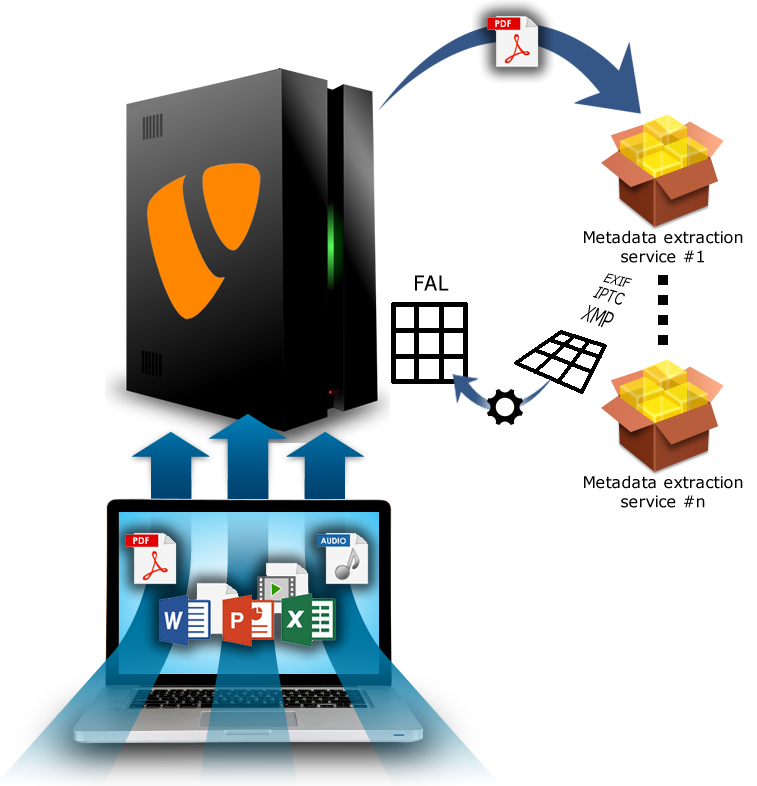 PDF
Metadata extraction
service #1
EXIF
IPTC
XMP
FAL
Metadata extraction
service #n
PDF
AUDIO
W
P
X